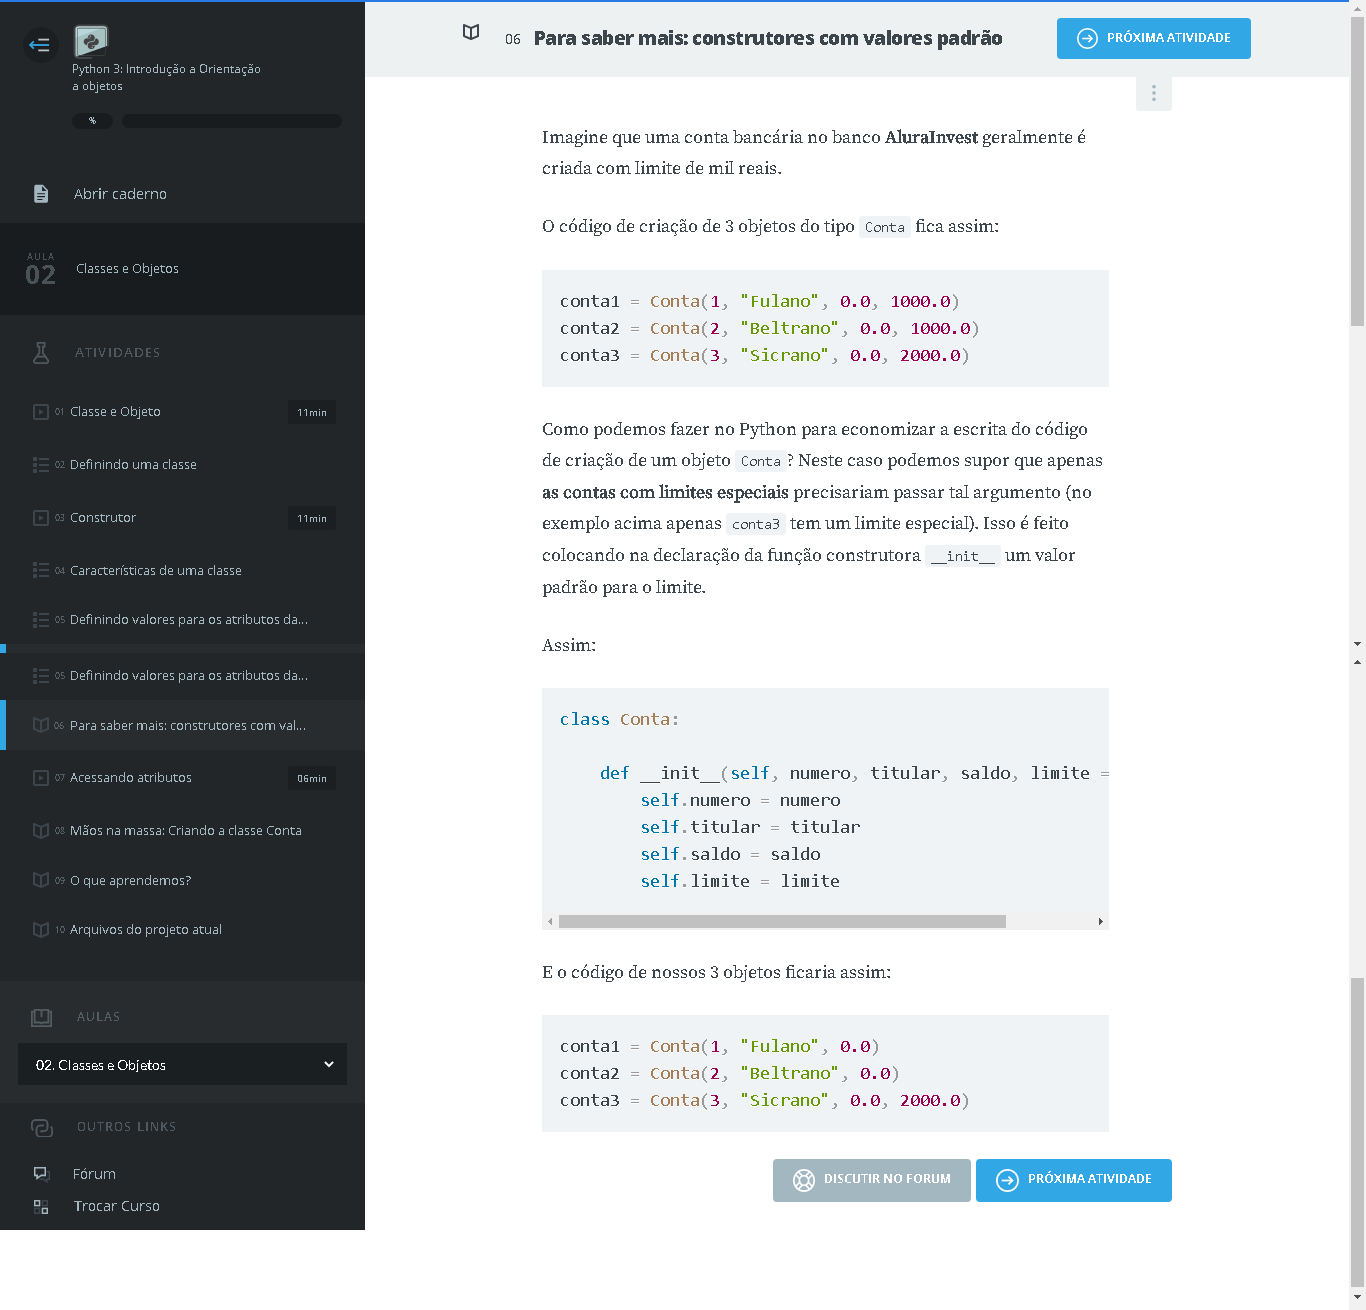 Python 3: Introdução a Orientação
a objetos
%
Abrir caderno
AULA
02
Classes e Objetos
ATIVIDADES
01 Classe e Objeto 11min
02 Definindo uma classe
03 Construtor 11min
04 Características de uma classe
05 Definindo valores para os atributos da...
05 Definindo valores para os atributos da...
06 Para saber mais: construtores com val...
07 Acessando atributos 06min
08 Mãos na massa: Criando a classe Conta
09 O que aprendemos?
10 Arquivos do projeto atual
AULAS
02. Classes e Objetos
OUTROS LINKS
Fórum
Trocar Curso
06 Para saber mais: construtores com valores padrão
PRÓXIMA ATIVIDADE
Imagine que uma conta bancária no banco AluraInvest geralmente é
criada com limite de mil reais.
O código de criação de 3 objetos do tipo Conta fica assim:
conta1 = Conta(1, "Fulano", 0.0, 1000.0)
conta2 = Conta(2, "Beltrano", 0.0, 1000.0)
conta3 = Conta(3, "Sicrano", 0.0, 2000.0)
Como podemos fazer no Python para economizar a escrita do código
de criação de um objeto Conta? Neste caso podemos supor que apenas
as contas com limites especiais precisariam passar tal argumento (no
exemplo acima apenas conta3 tem um limite especial). Isso é feito
colocando na declaração da função construtora __init__ um valor
padrão para o limite.
Assim:
class Conta:
    def __init__(self, numero, titular, saldo, limite =
        self.numero = numero
        self.titular = titular
        self.saldo = saldo
        self.limite = limite
E o código de nossos 3 objetos ficaria assim:
conta1 = Conta(1, "Fulano", 0.0)
conta2 = Conta(2, "Beltrano", 0.0)
conta3 = Conta(3, "Sicrano", 0.0, 2000.0)
DISCUTIR NO FORUM
PRÓXIMA ATIVIDADE